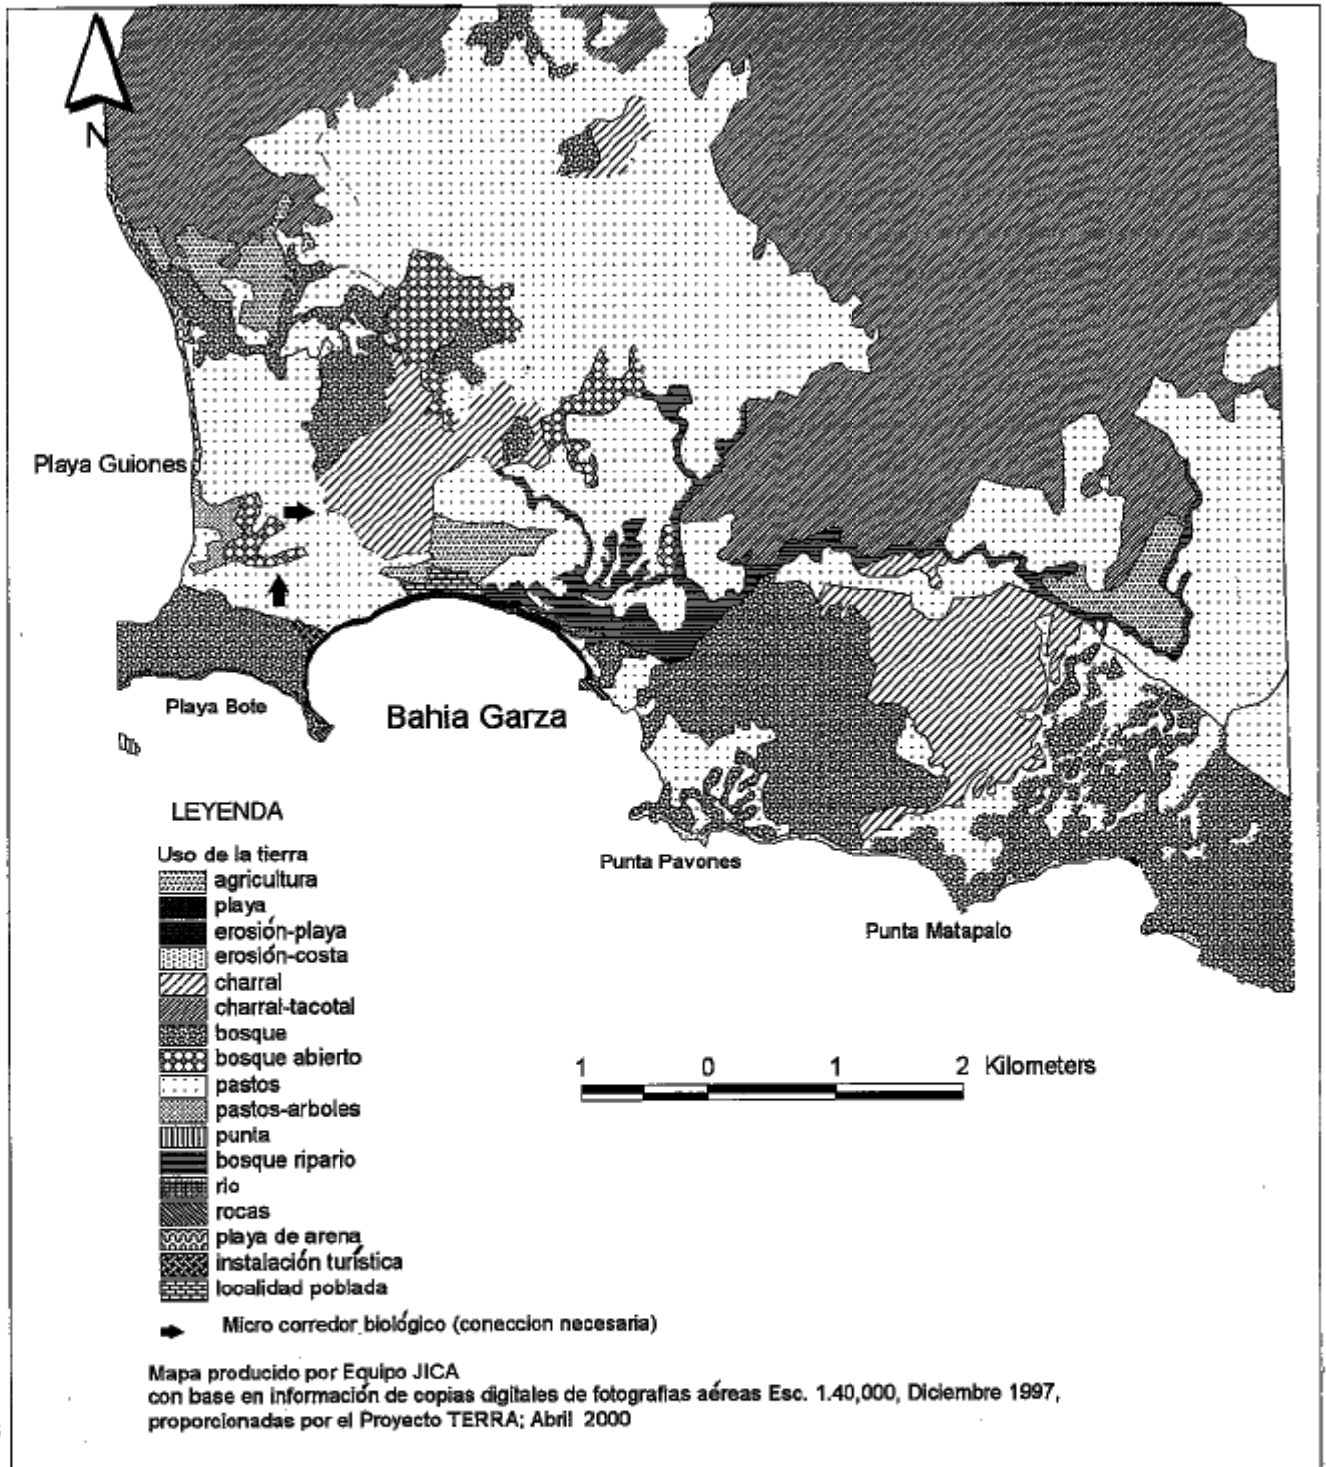 N
Playa Guiones
Playa Bote
Bahia Garza
Punta Pavones
Punta Matapalo
LEYENDA
Uso de la tierra
agricultura
playa
erosión-playa
erosión-costa
charral
charral-tacotal
bosque
bosque abierto
pastos
pastos-arboles
punta
bosque ripario
rio
rocas
playa de arena
instalación turística
localidad poblada
Micro corredor biológico (coneccion necesaria)
1 0 1 2 Kilometers
Mapa producido por Equipo JICA
con base en información de copias digitales de fotografias aéreas Esc. 1.40,000, Diciembre 1997,
proporcionadas por el Proyecto TERRA; Abril 2000